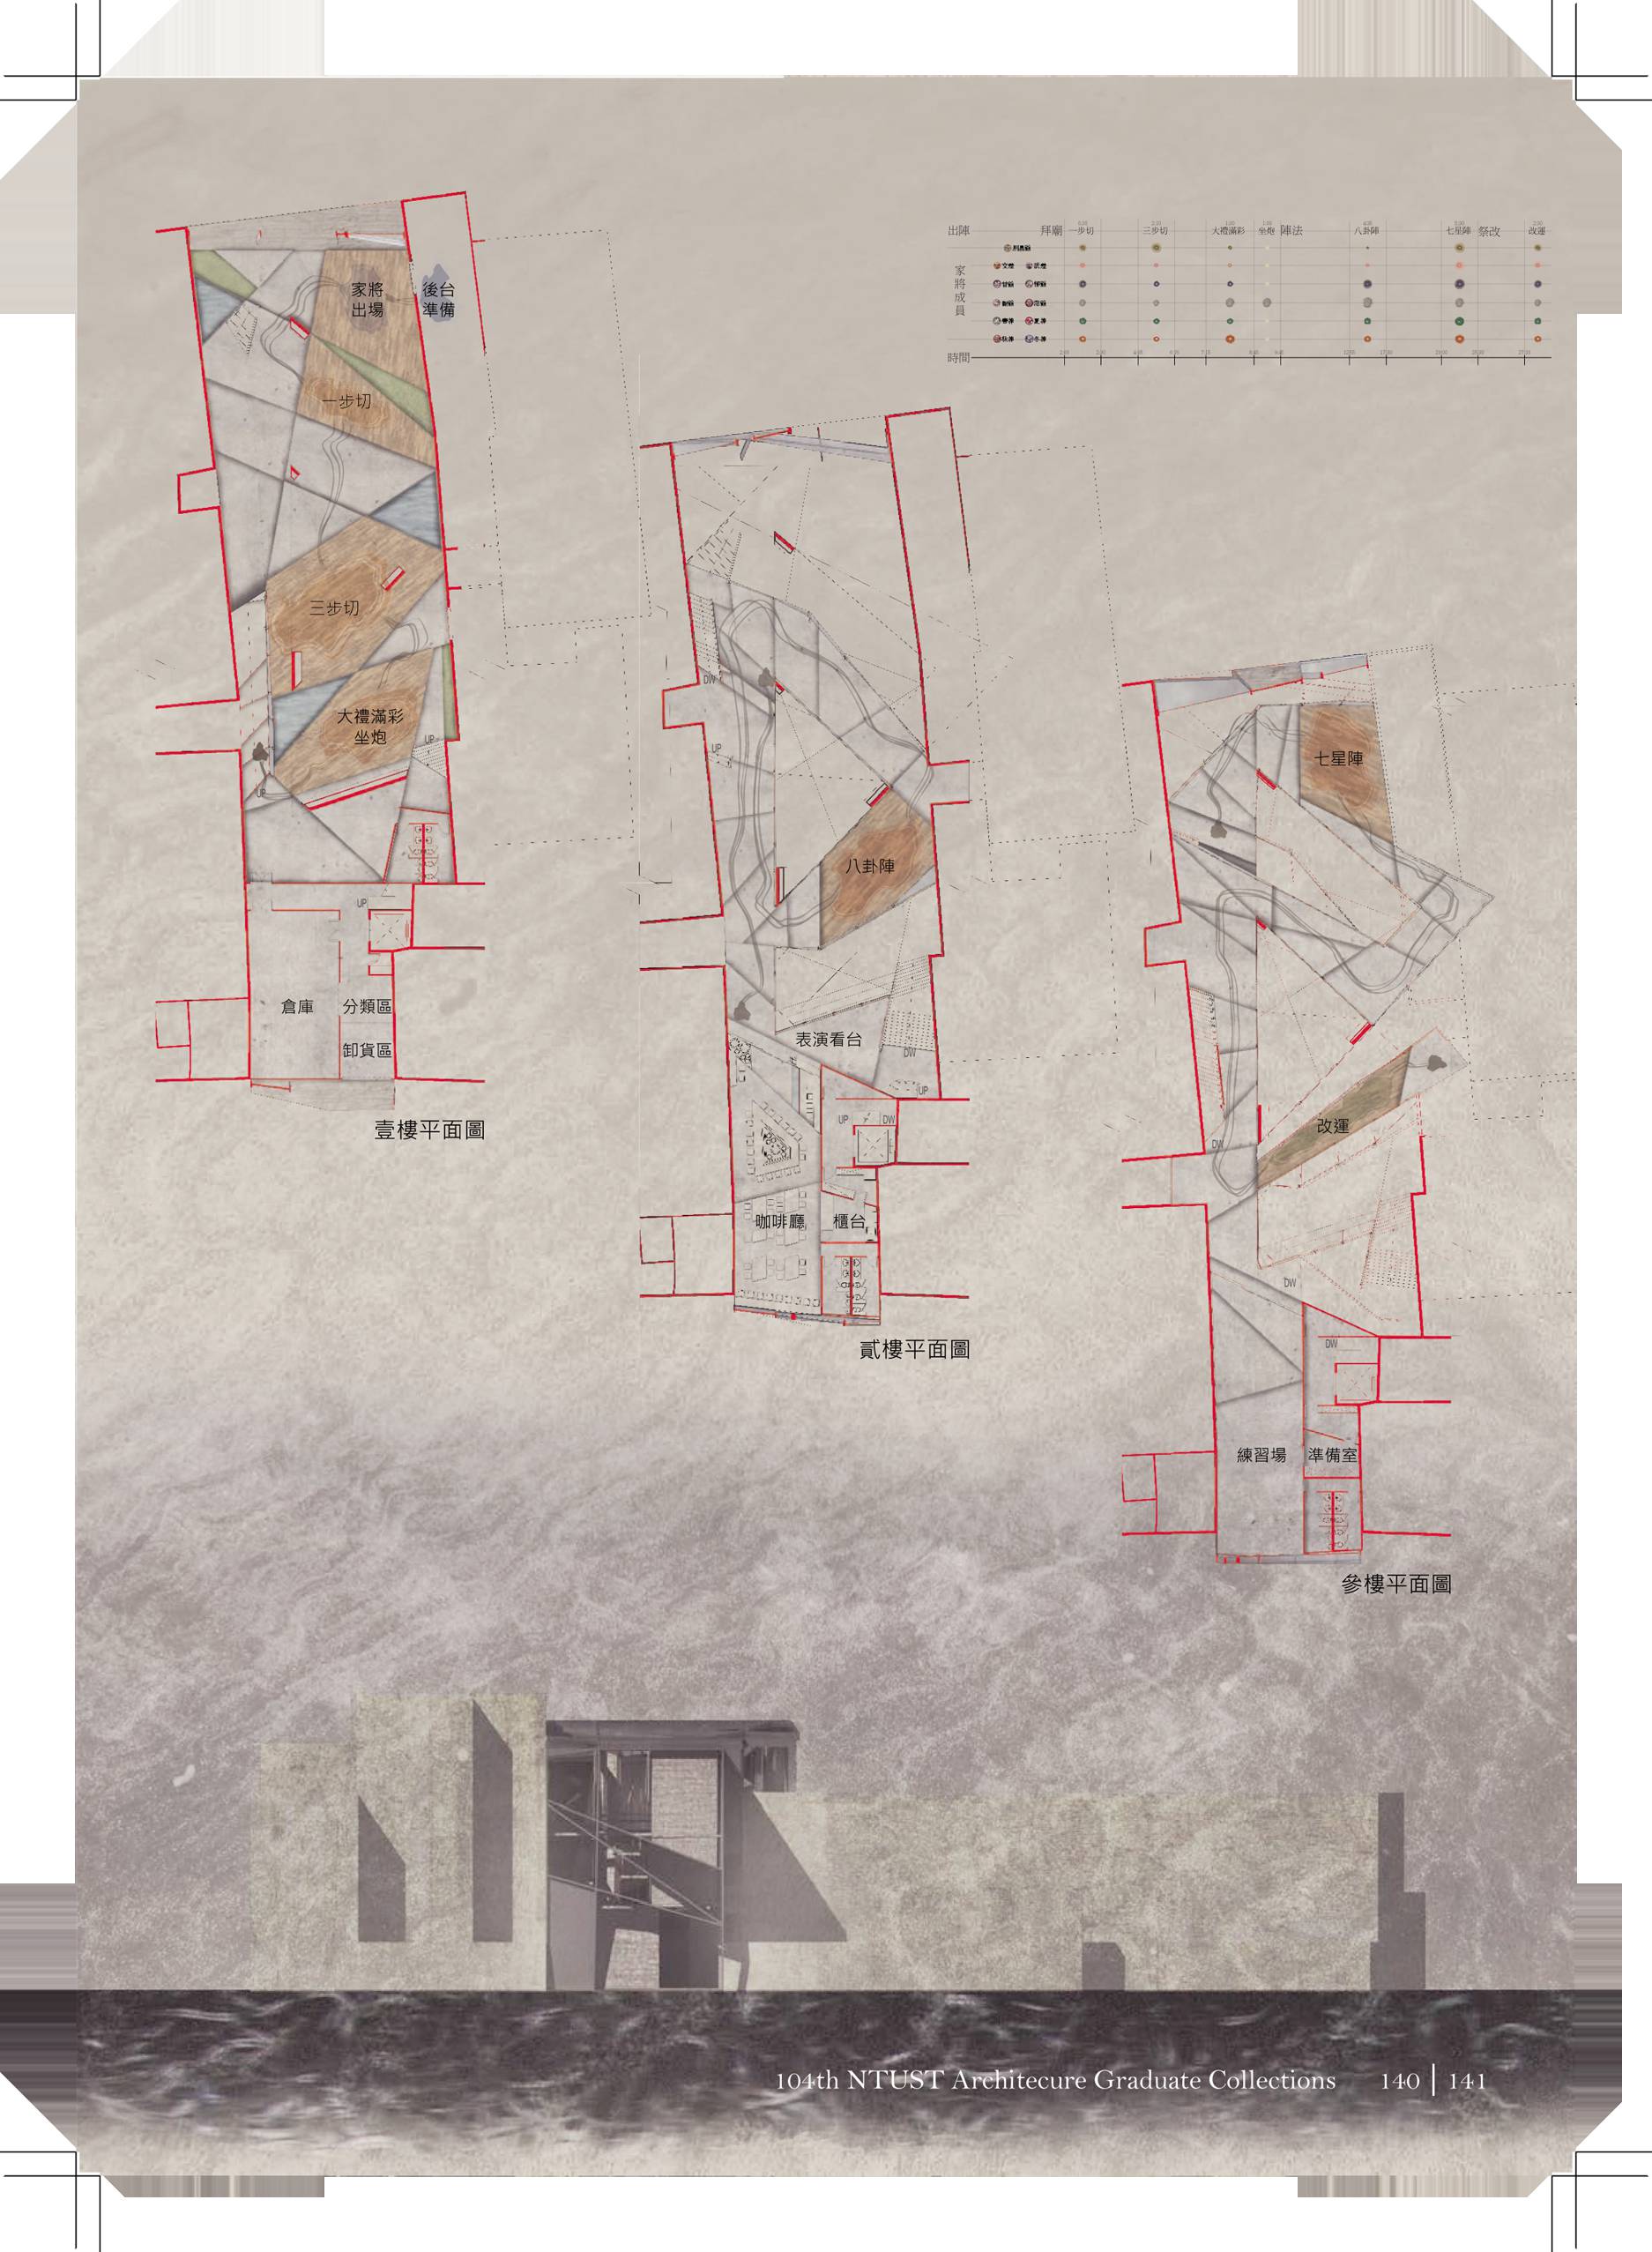 出陣 拜廟 一步切 三步切 大禮滿彩 坐炮 陣法 八卦陣 七星陣 祭改 改運
家將成員
時間
家將
出場
後台
準備
一步切
三步切
大禮滿彩
坐炮
UP
UP
UP
倉庫
分類區
卸貨區
壹樓平面圖
DW
UP
八卦陣
表演看台
DW
UP
UP
DW
咖啡廳
櫃台
貳樓平面圖
七星陣
改運
DW
DW
DW
練習場
準備室
參樓平面圖
104th NTUST Architecure Graduate Collections 140 | 141